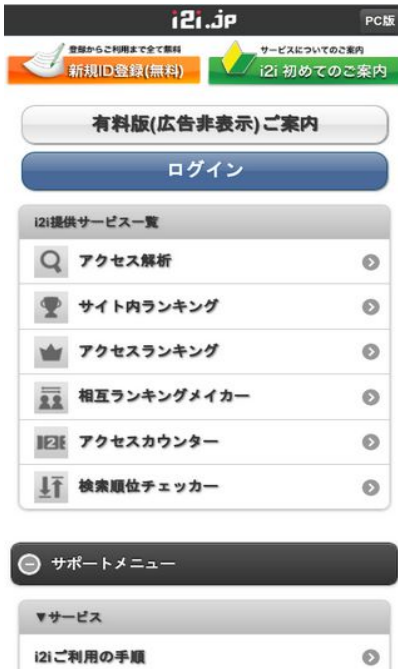 i2i.jp
PC版
登録からご利用まで全て無料
新規ID登録(無料)
サービスについてのご案内
i2i 初めてのご案内
有料版(広告非表示)ご案内
ログイン
i2i提供サービス一覧
アクセス解析
サイト内ランキング
アクセスランキング
相互ランキングメイカー
アクセスカウンター
検索順位チェッカー
サポートメニュー
▼サービス
i2iご利用の手順